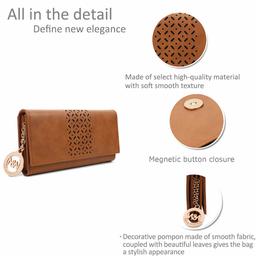 All in the detail
Define new elegance
Made of select high-quality material
with soft smooth texture
Megnetic button closure
Decorative pompon made of smooth fabric,
coupled with beautiful leaves gives the bag
a stylish appearance